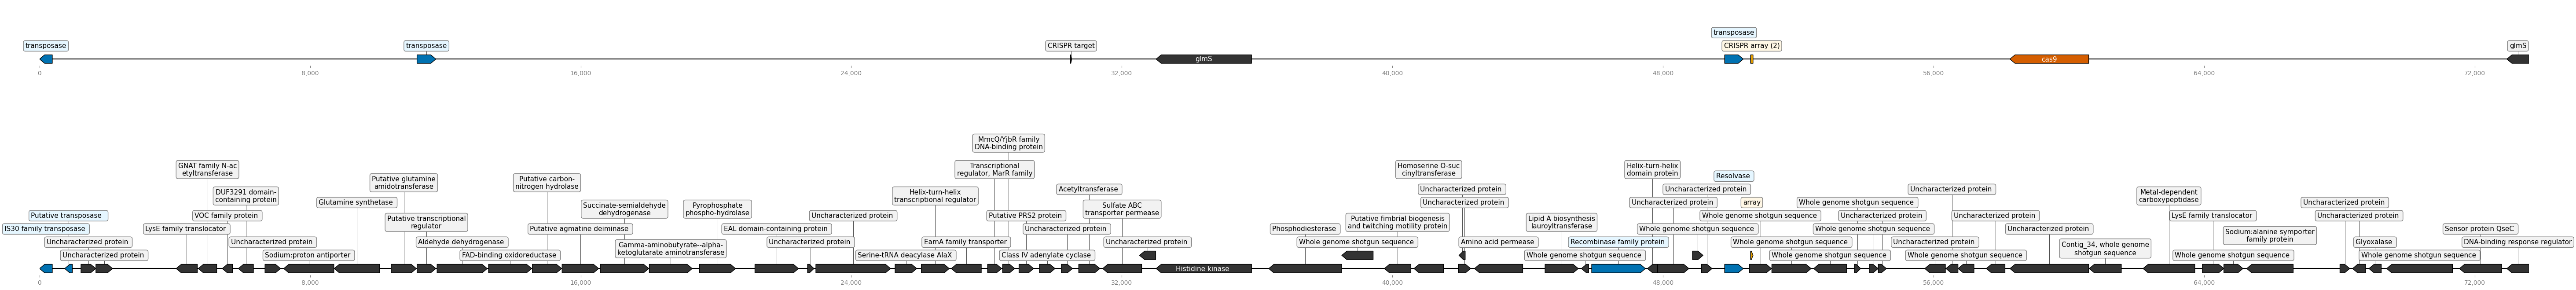 transposase
CRISPR array (2)
transposase
transposase
CRISPR target
glmS
glmS
cas9
0
8,000
16,000
24,000
32,000
40,000
48,000
56,000
64,000
72,000
MmcQ/YjbR family
DNA-binding protein
GNAT family N-ac
etyltransferase
Transcriptional
regulator, MarR family
Homoserine O-suc
cinyltransferase
Helix-turn-helix
domain protein
Resolvase
Putative glutamine
amidotransferase
Putative carbon-
nitrogen hydrolase
DUF3291 domain-
containing protein
Helix-turn-helix
transcriptional regulator
Acetyltransferase
Uncharacterized protein
Uncharacterized protein
Uncharacterized protein
Metal-dependent
carboxypeptidase
Glutamine synthetase
Succinate-semialdehyde
dehydrogenase
Pyrophosphate
phospho-hydrolase
Sulfate ABC
transporter permease
Uncharacterized protein
Uncharacterized protein
array
Whole genome shotgun sequence
Uncharacterized protein
Putative transposase
VOC family protein
Putative transcriptional
regulator
Uncharacterized protein
Putative PRS2 protein
Putative fimbrial biogenesis
and twitching motility protein
Lipid A biosynthesis
lauroyltransferase
Whole genome shotgun sequence
Uncharacterized protein
Uncharacterized protein
LysE family transporter
Uncharacterized protein
IS30 family transposase
LysE family translocator
Putative agmatine deiminase
EAL domain-containing protein
Uncharacterized protein
Phosphodiesterase
Whole genome shotgun sequence
Whole genome shotgun sequence
Uncharacterized protein
Sodium:alanine symporter
family protein
Sensor protein QseC
Uncharacterized protein
Uncharacterized protein
Aldehyde dehydrogenase
Gamma-aminobutyrate--alpha-
ketoglutarate aminotransferase
Uncharacterized protein
EamA family transporter
Uncharacterized protein
Whole genome shotgun sequence
Amino acid permease
Recombinase family protein
Whole genome shotgun sequence
Uncharacterized protein
Contig_34, whole genome
shotgun sequence
Glyoxalase
DNA-binding response regulator
Uncharacterized protein
Sodium:proton antiporter
FAD-binding oxidoreductase
Serine-tRNA deacylase AlaX
Class IV adenylate cyclase
Whole genome shotgun sequence
Whole genome shotgun sequence
Whole genome shotgun sequence
Whole genome shotgun sequence
Whole genome shotgun sequence
Histidine kinase
0
8,000
16,000
24,000
32,000
40,000
48,000
56,000
64,000
72,000